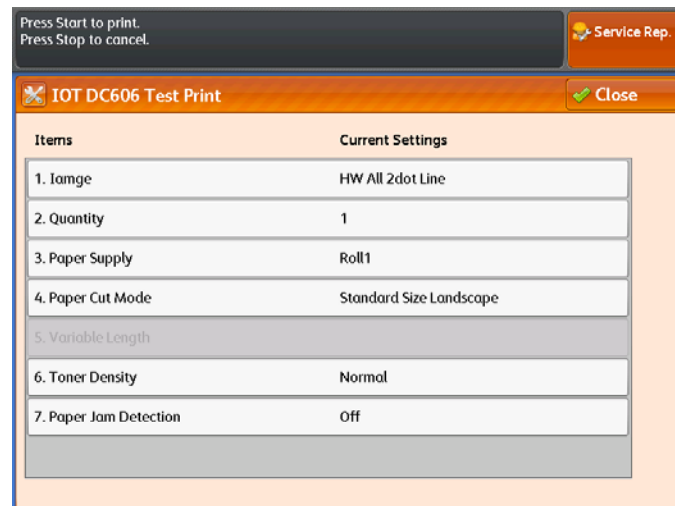 Press Start to print.
Press Stop to cancel.
Service Rep.
IOT DC606 Test Print
Close
Items Current Settings
1. Iamge HW All 2dot Line
2. Quantity 1
3. Paper Supply Roll1
4. Paper Cut Mode Standard Size Landscape
5. Variable Length
6. Toner Density Normal
7. Paper Jam Detection Off